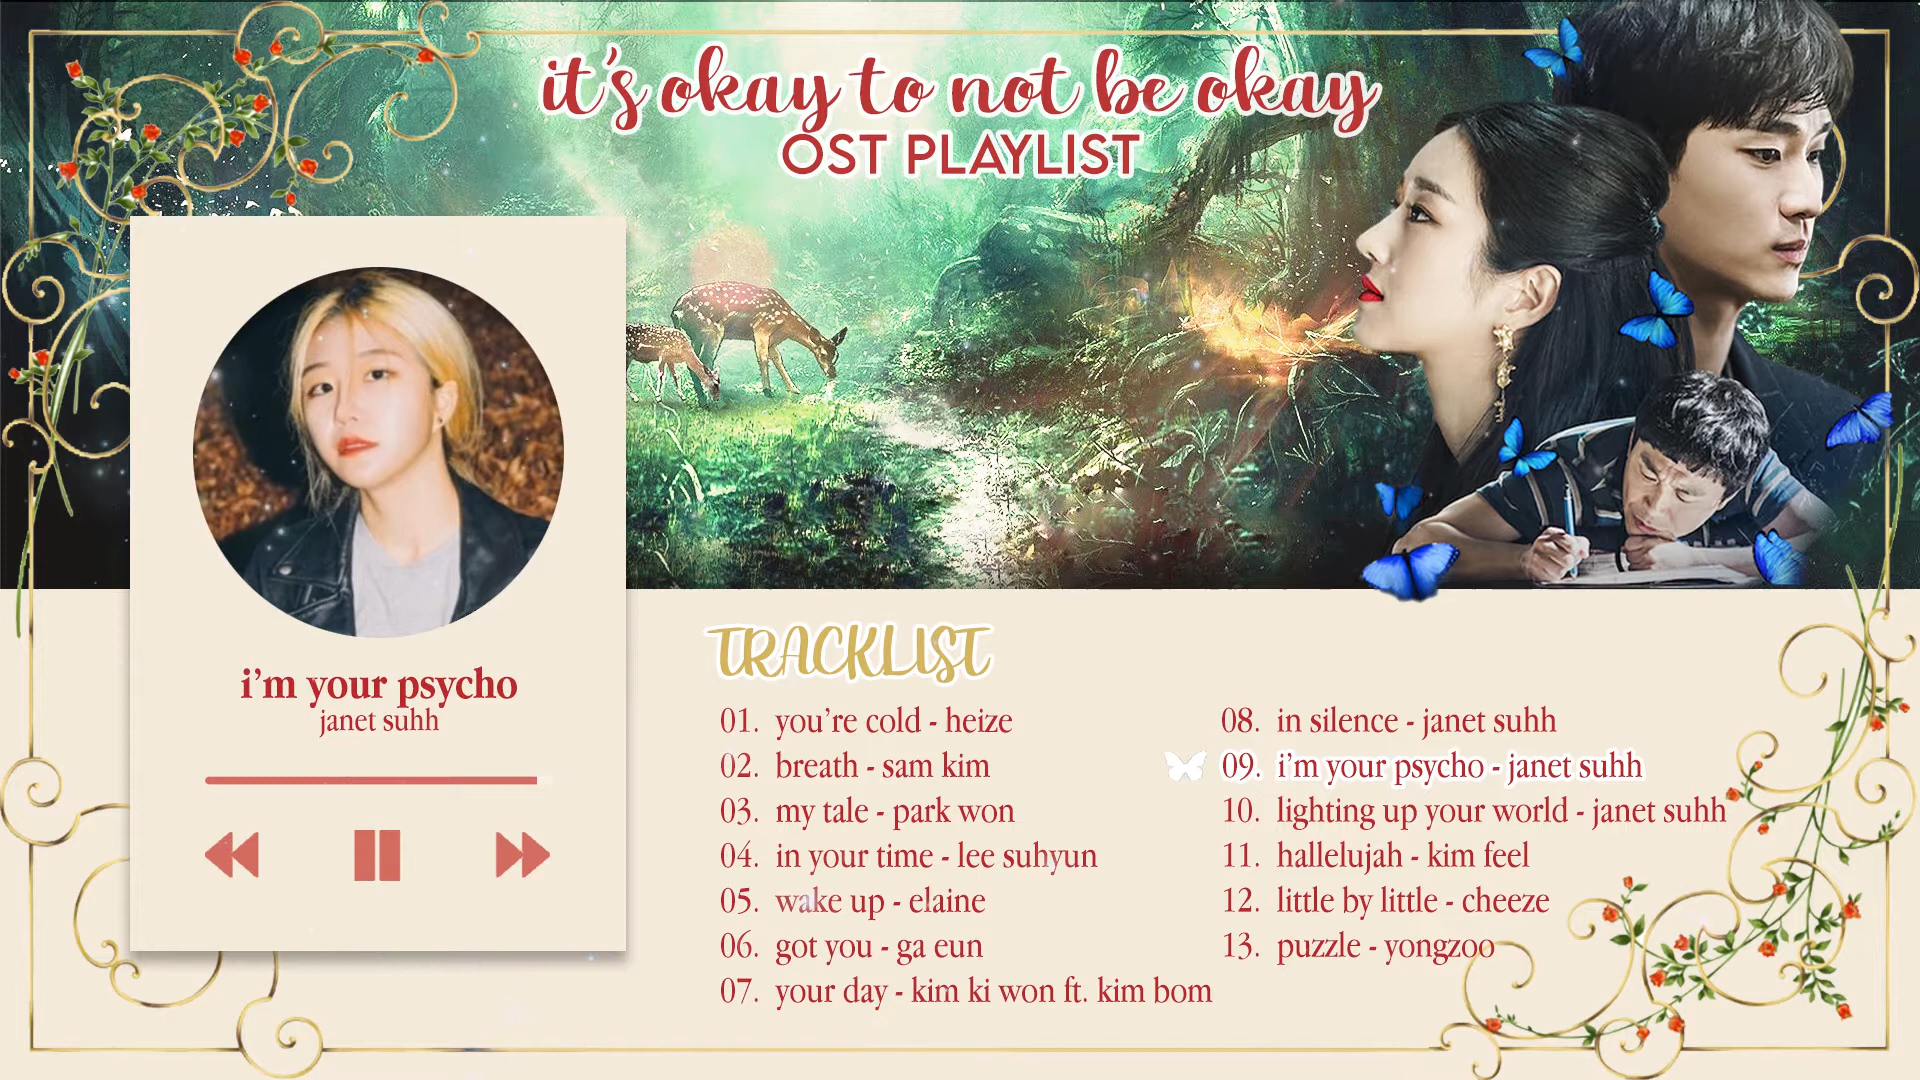 it's okay to not be okay
OST PLAYLIST
i'm your psycho
janet suhh
TRACKLIST
01. you're cold - heize
02. breath - sam kim
03. my tale - park won
04. in your time - lee suhyun
05. wake up - elaine
06. got you - ga eun
07. your day - kim ki won ft. kim bom
08. in silence - janet suhh
09. i'm your psycho - janet suhh
10. lighting up your world - janet suhh
11. hallelujah - kim feel
12. little by little - cheeze
13. puzzle - yongzoo